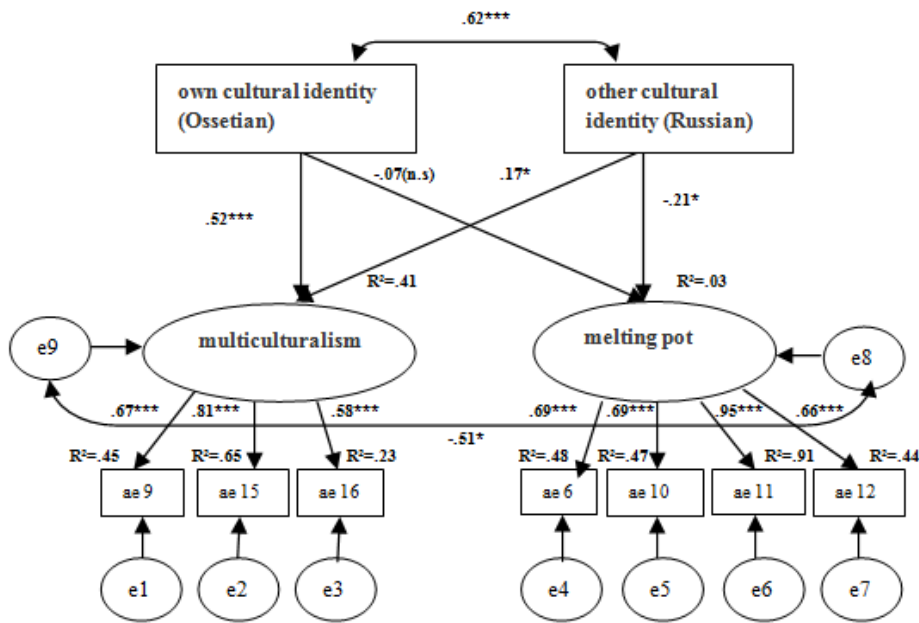 .62***
own cultural identity
(Ossetian)
other cultural
identity (Russian)
-.07(n.s)
.17*
.52***
-.21*
R²=.41
R²=.03
e9
multiculturalism
melting pot
e8
.67***
.81***
.58***
.69***
.69***
.95***
.66***
-.51*
R²=.45
R²=.65
R²=.23
R²=.48
R²=.47
R²=.91
R²=.44
ae 9
ae 15
ae 16
ae 6
ae 10
ae 11
ae 12
e1
e2
e3
e4
e5
e6
e7